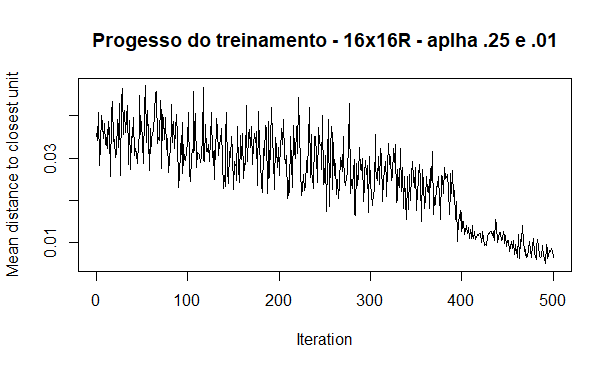 Progesso do treinamento - 16x16R - aplha .25 e .01
Mean distance to closest unit
0.03
0.01
0 100 200 300 400 500
Iteration